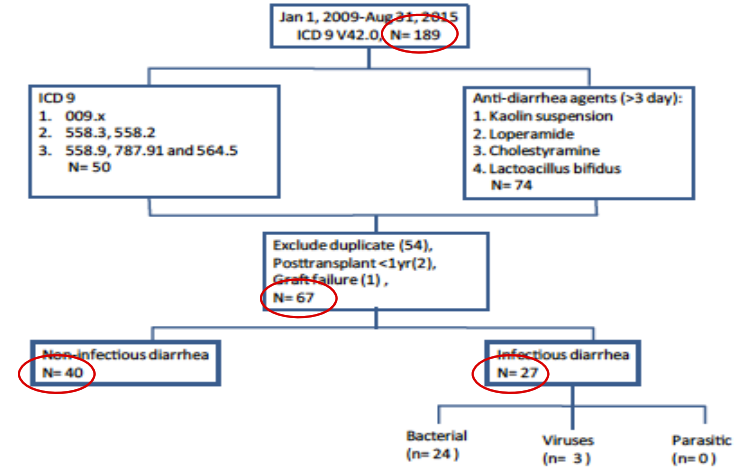 Jan 1, 2009-Aug 31, 2015
ICD 9 V42.0, N= 189
ICD 9
1. 009.x
2. 558.3, 558.2
3. 558.9, 787.91 and 564.5
N= 50
Anti-diarrhea agents (>3 day):
1. Kaolin suspension
2. Loperamide
3. Cholestyramine
4. Lactoacillus bifidus
N= 74
Exclude duplicate (54),
Posttransplant <1yr(2),
Graft failure (1) ,
N= 67
Non-infectious diarrhea
N= 40
Infectious diarrhea
N= 27
Bacterial
(n= 24 )
Viruses
(n= 3 )
Parasitic
(n= 0 )